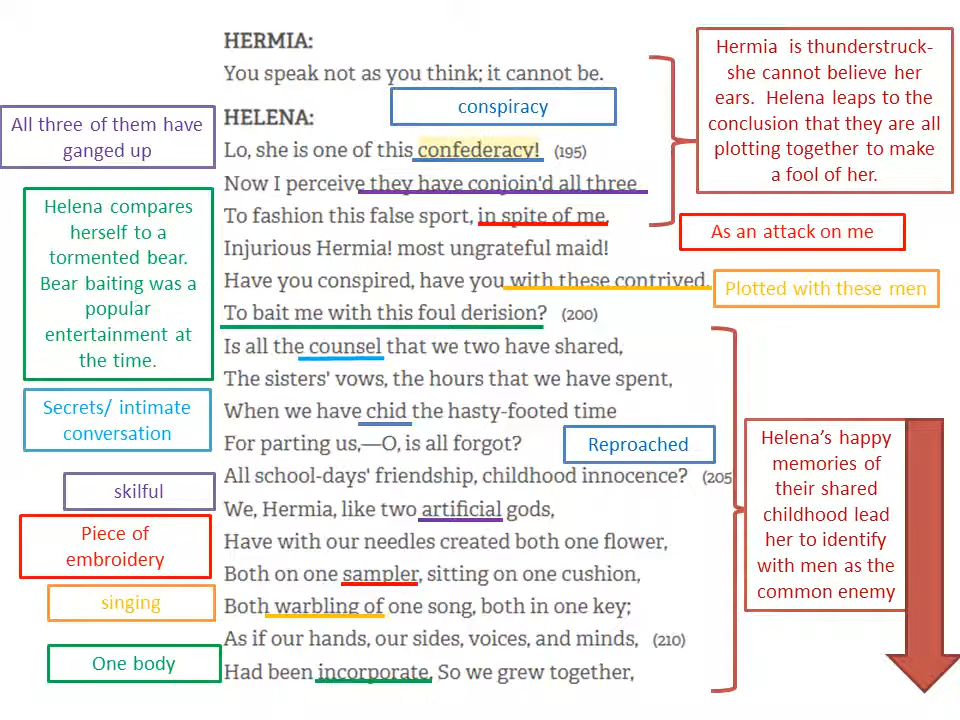 HERMIA:
You speak not as you think; it cannot be.
conspiracy
HELENA:
Lo, she is one of this confederacy! (195)
Now I perceive they have conjoin'd all three
To fashion this false sport, in spite of me.
Injurious Hermia! most ungrateful maid!
Have you conspired, have you with these contrived
To bait me with this foul derision? (200)
Is all the counsel that we two have shared,
The sisters' vows, the hours that we have spent,
When we have chid the hasty-footed time
For parting us,—O, is all forgot?
Reproached
All school-days' friendship, childhood innocence? (205
We, Hermia, like two artificial gods,
Have with our needles created both one flower,
Both on one sampler, sitting on one cushion,
Both warbling of one song, both in one key;
As if our hands, our sides, voices, and minds, (210)
Had been incorporate. So we grew together,
All three of them have
ganged up
Helena compares
herself to a
tormented bear.
Bear baiting was a
popular
entertainment at
the time.
Secrets/ intimate
conversation
skilful
Piece of
embroidery
singing
One body
Hermia is thunderstruck-
she cannot believe her
ears. Helena leaps to the
conclusion that they are all
plotting together to make
a fool of her.
As an attack on me
Plotted with these men
Helena's happy
memories of
their shared
childhood lead
her to identify
with men as the
common enemy